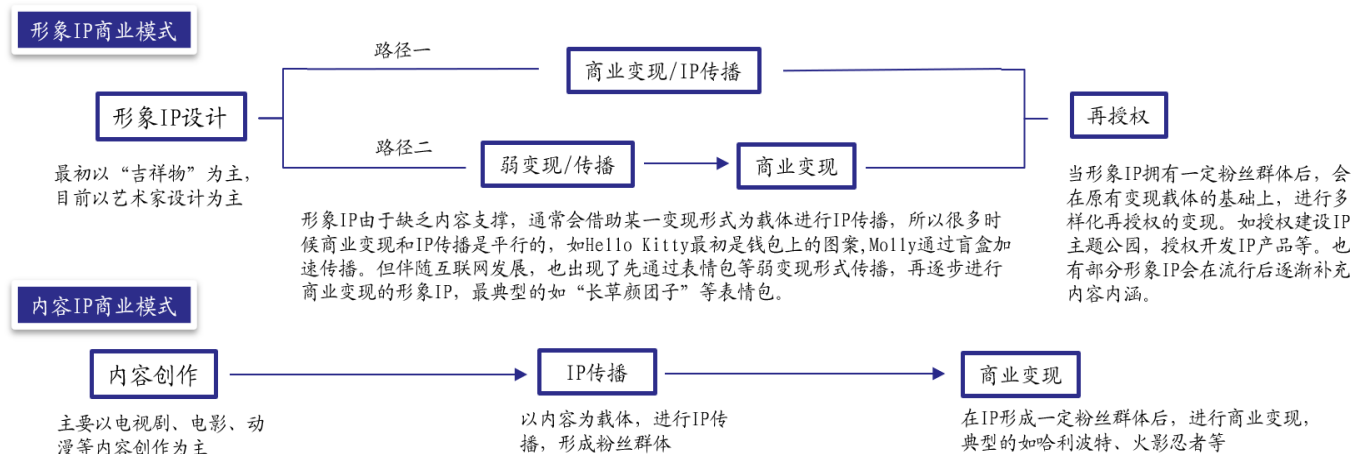 形象IP商业模式
路径一
商业变现/IP传播
形象IP设计
再授权
路径二
弱变现/传播
商业变现
最初以“吉祥物”为主，
目前以艺术家设计为主
形象IP由于缺乏内容支撑，通常会借助某一变现形式为载体进行IP传播，所以很多时
候商业变现和IP传播是平行的，如Hello Kitty最初是钱包上的图案,Molly通过盲盒加
速传播。但伴随互联网发展，也出现了先通过表情包等弱变现形式传播，再逐步进行
商业变现的形象IP，最典型的如“长草颜团子”等表情包。
当形象IP拥有一定粉丝群体后，会
在原有变现载体的基础上，进行多
样化再授权的变现。如授权建设IP
主题公园，授权开发IP产品等。也
有部分形象IP会在流行后逐渐补充
内容内涵。
内容IP商业模式
内容创作
IP传播
商业变现
主要以电视剧、电影、动
漫等内容创作为主
以内容为载体，进行IP传
播，形成粉丝群体
在IP形成一定粉丝群体后，进行商业变现，
典型的如哈利波特、火影忍者等